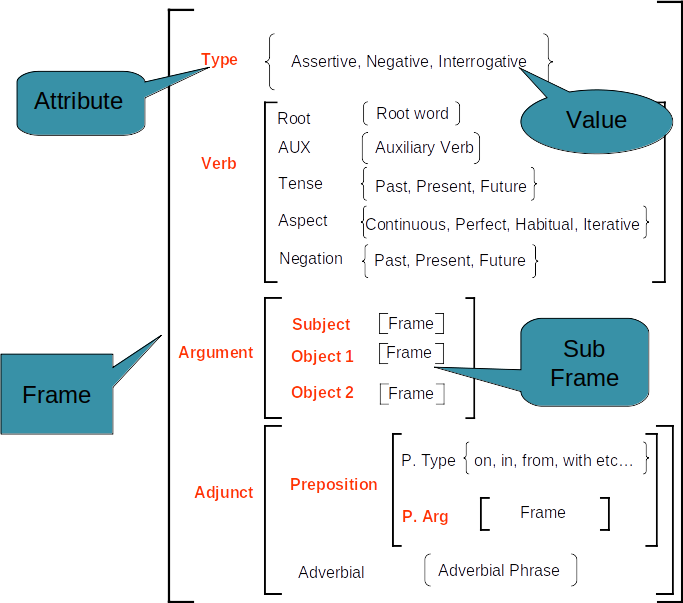 Type
Assertive, Negative, Interrogative
Attribute
Value
Verb
Root
Root word
AUX
Auxiliary Verb
Tense
Past, Present, Future
Aspect
Continuous, Perfect, Habitual, Iterative
Negation
Past, Present, Future
Frame
Argument
Subject
Frame
Object 1
Frame
Object 2
Frame
Sub
Frame
Adjunct
Preposition
P. Type
on, in, from, with etc...
P. Arg
Frame
Adverbial
Adverbial Phrase